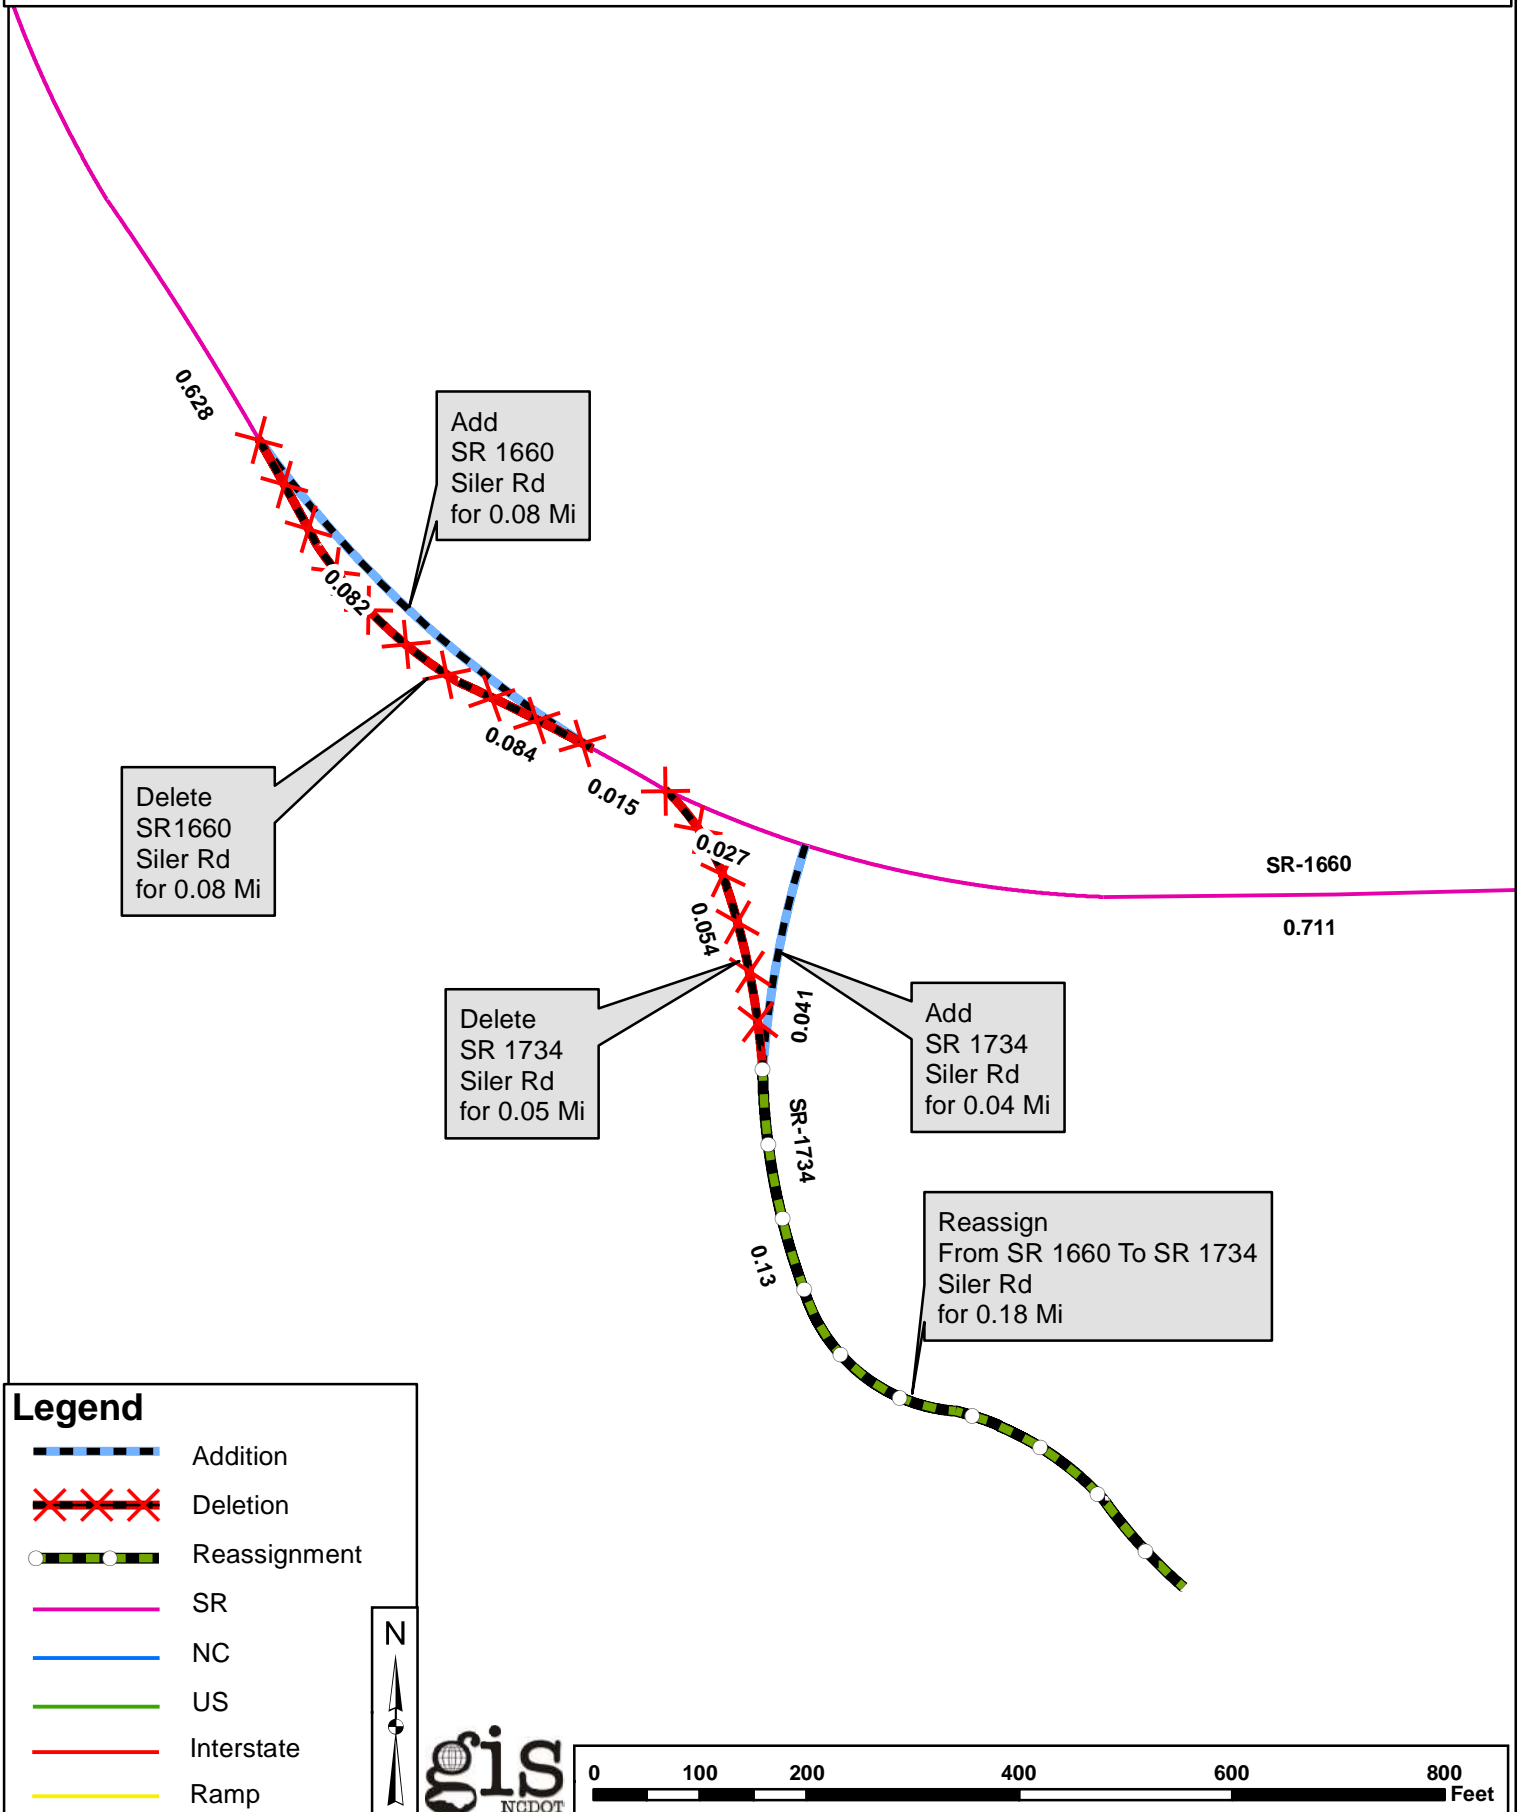 0.628
Add
SR 1660
Siler Rd
for 0.08 Mi
0.082
0.084
0.015
Delete
SR1660
Siler Rd
for 0.08 Mi
0.027
SR-1660
0.711
0.054
Delete
SR 1734
Siler Rd
for 0.05 Mi
0.041
Add
SR 1734
Siler Rd
for 0.04 Mi
SR-1734
0.13
Reassign
From SR 1660 To SR 1734
Siler Rd
for 0.18 Mi
Legend
Addition
Deletion
Reassignment
SR
NC
US
Interstate
Ramp
N
gis
NCDOT
0 100 200 400 600 800
Feet